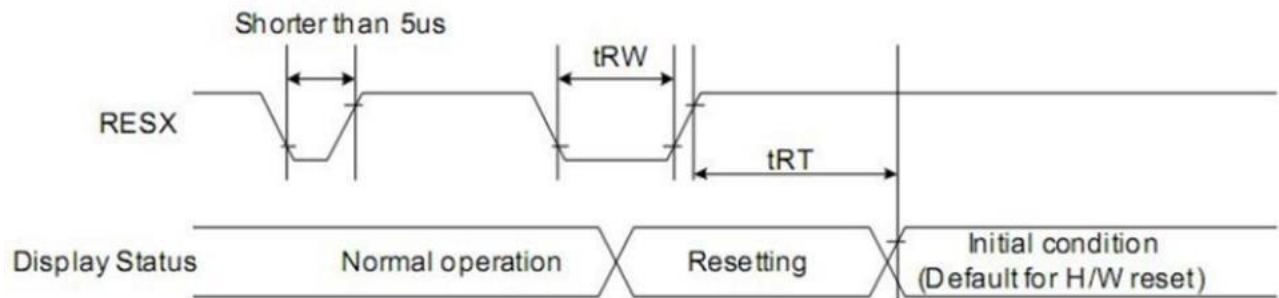 Shorter than 5us
tRW
RESX
tRT
Display Status
Normal operation
Resetting
Initial condition
(Default for H/W reset)